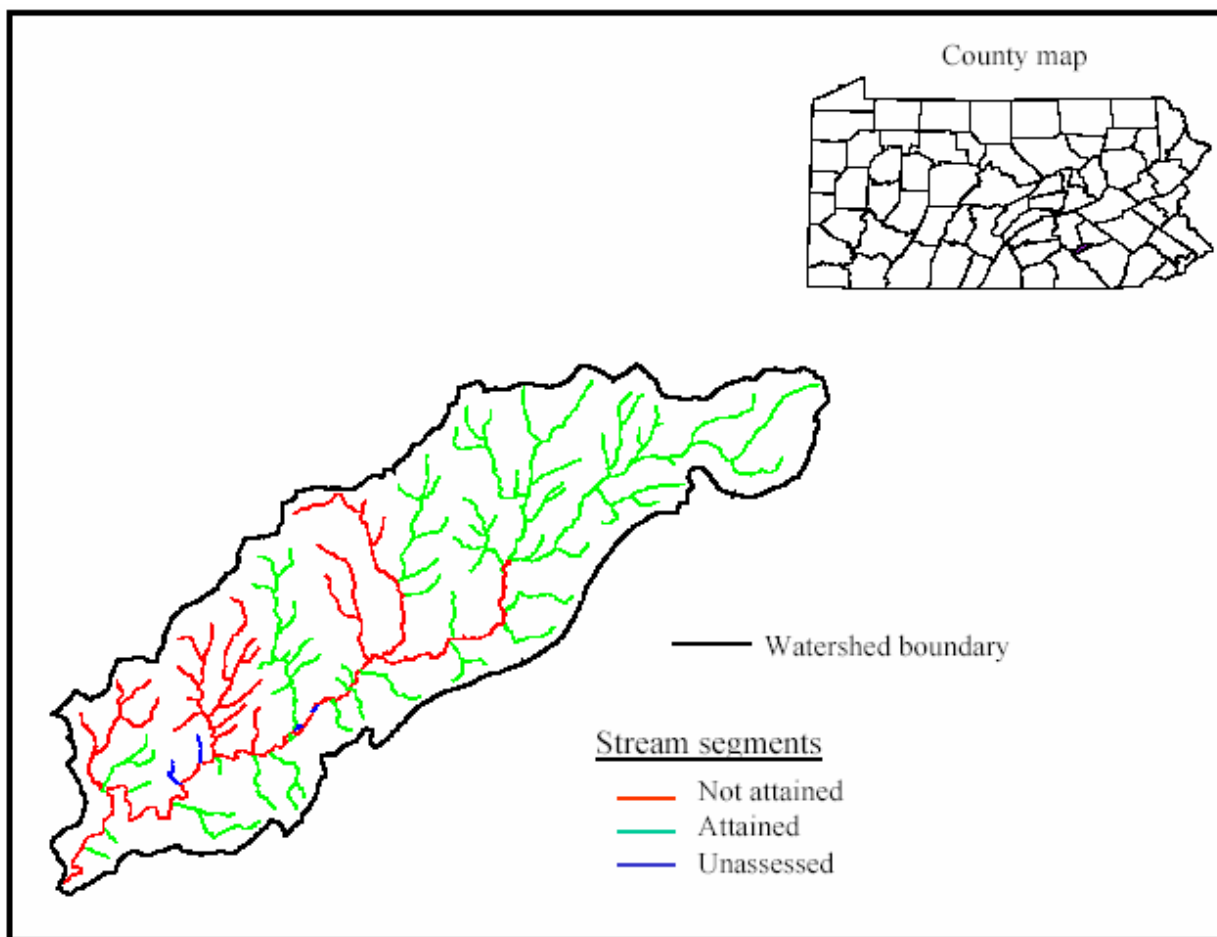 County map
Watershed boundary
Stream segments
Not attained
Attained
Unassessed